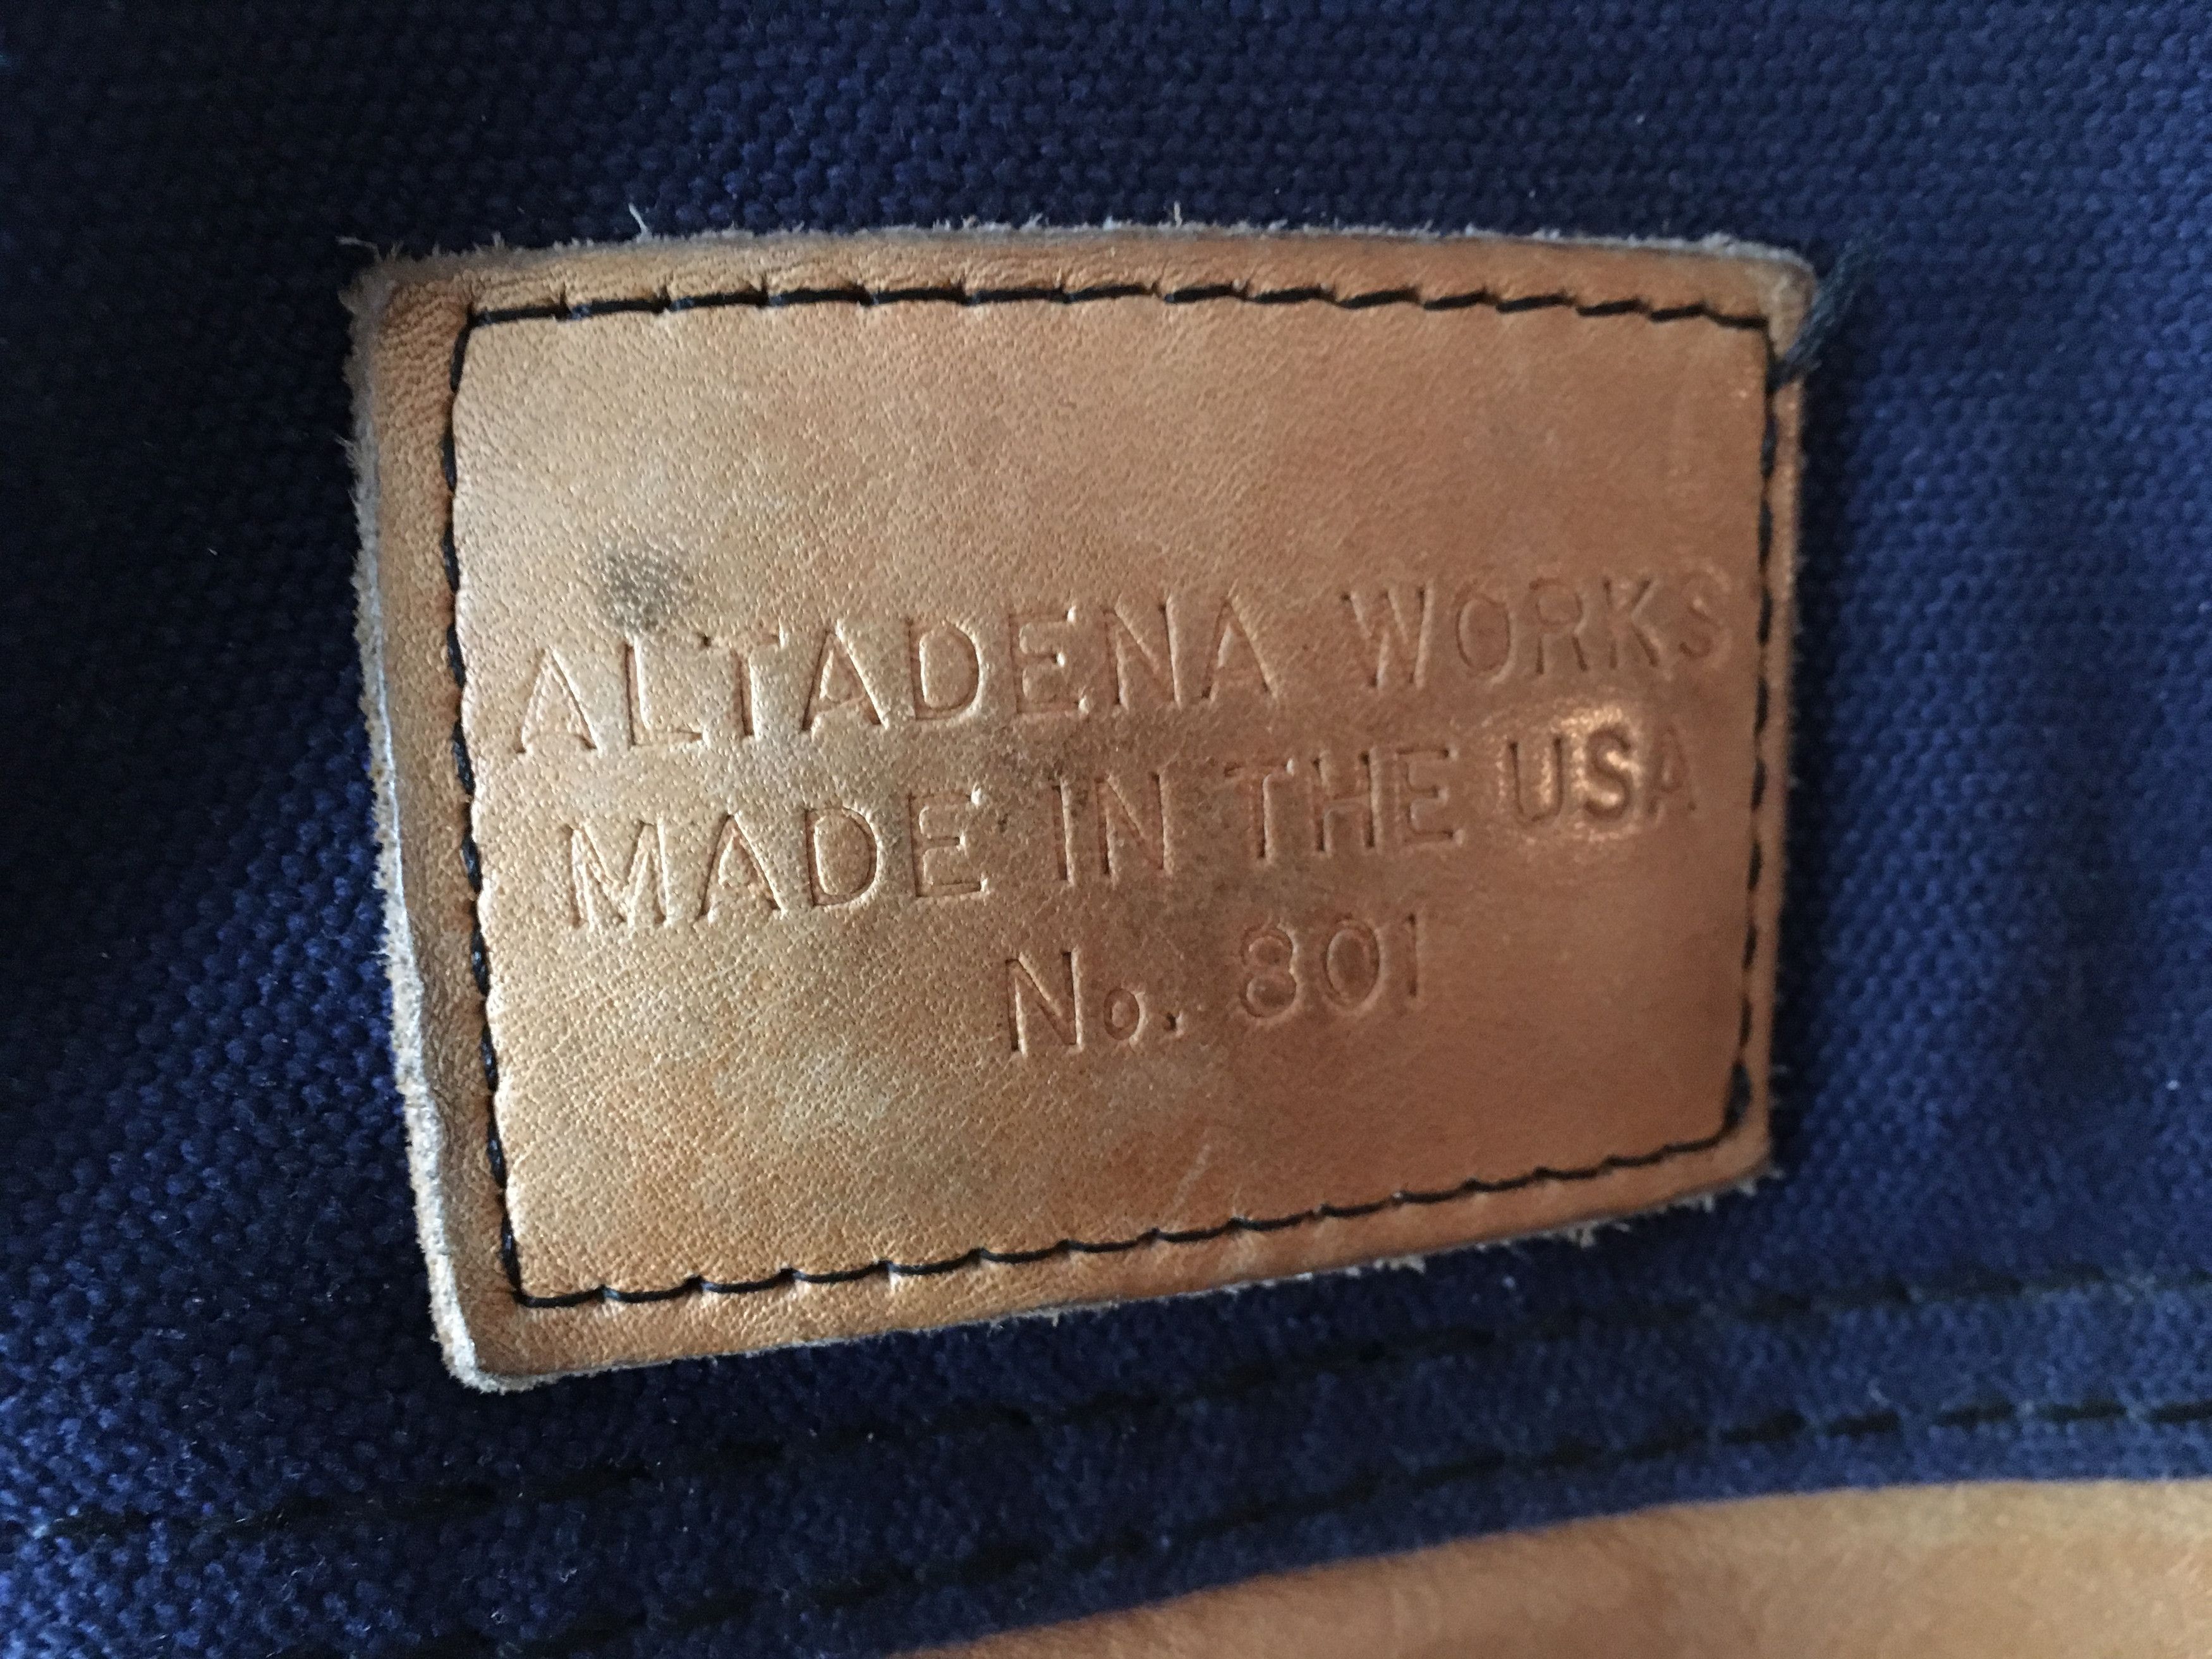 ALTADENA WORKS
MADE IN THE USA
No. 801